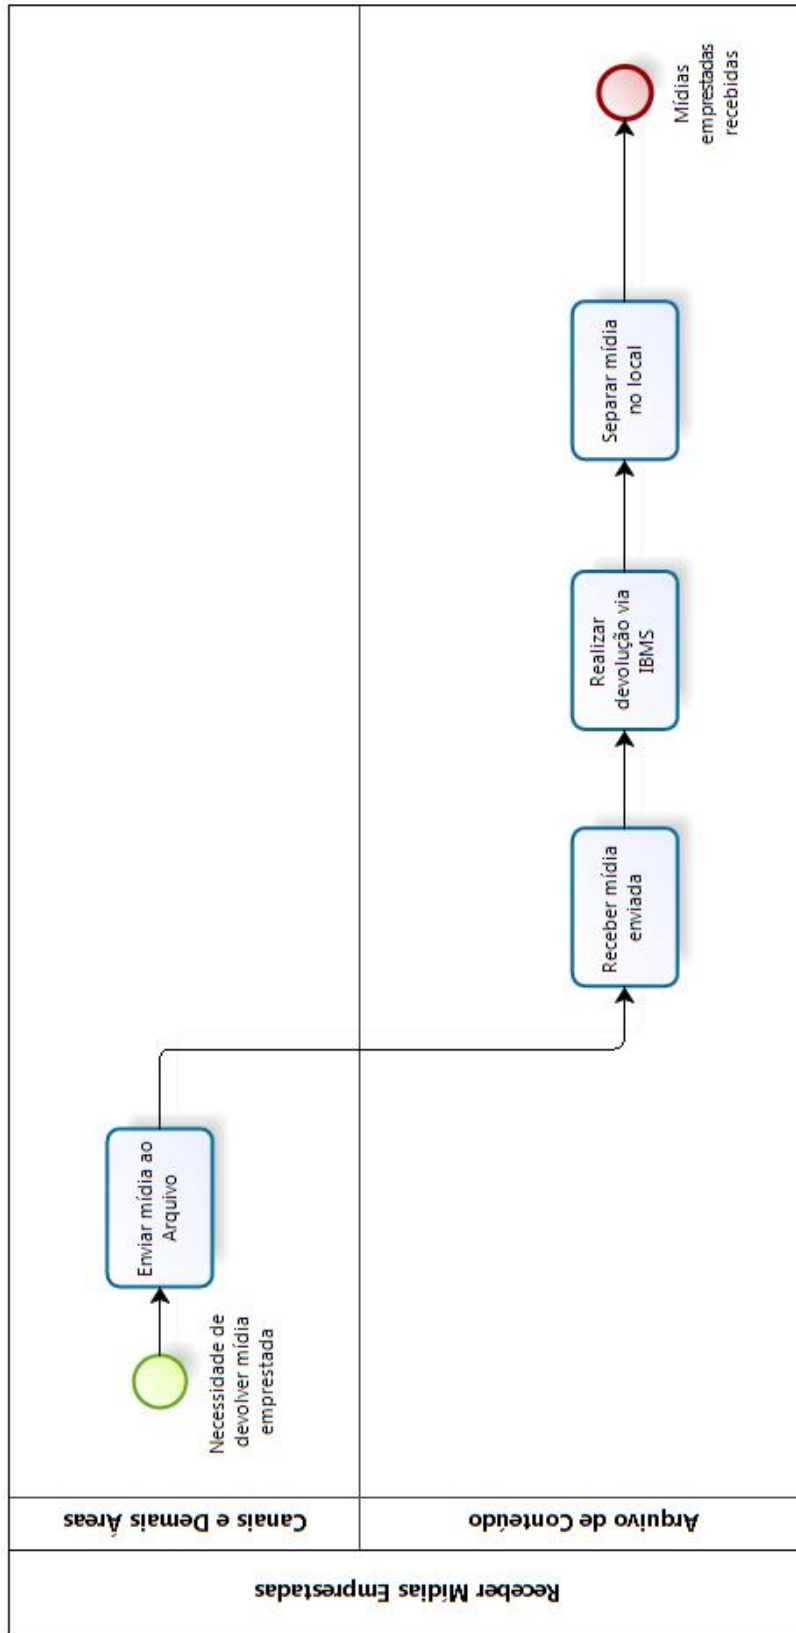 Receber Mídias Emprestadas
Canais e Demais Áreas
Necessidade de
devolver mídia
emprestada
Enviar mídia ao
Arquivo
Arquivo de Conteúdo
Receber mídia
enviada
Realizar
devolução via
IBMS
Separar mídia
no local
Mídias
emprestadas
recebidas